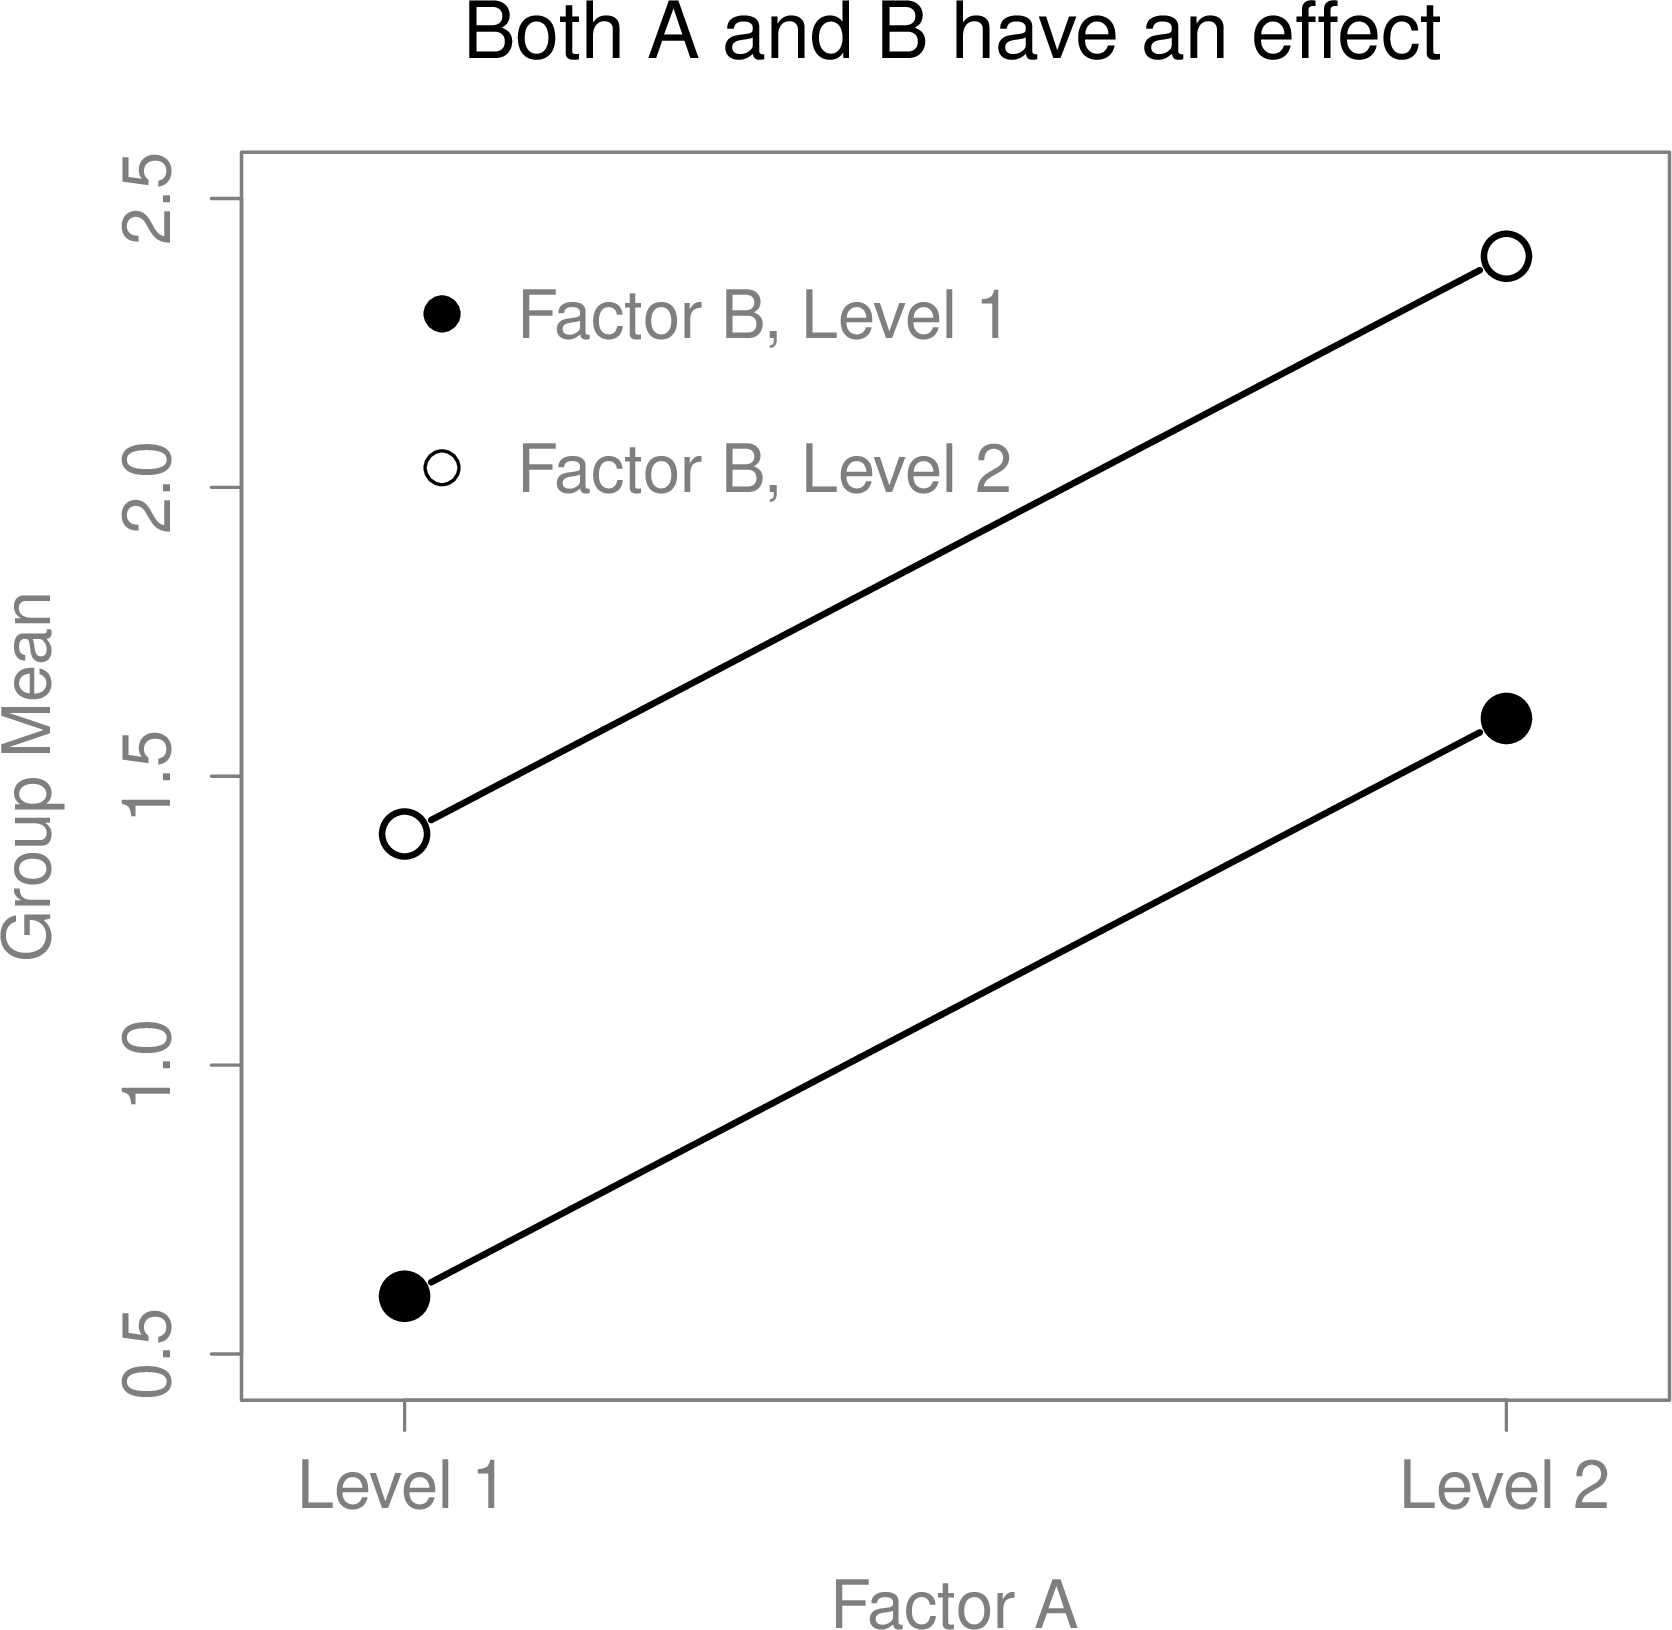 Both A and B have an effect
2.5
2.0
1.5
1.0
0.5
Group Mean
Factor B, Level 1
Factor B, Level 2
Level 1
Level 2
Factor A